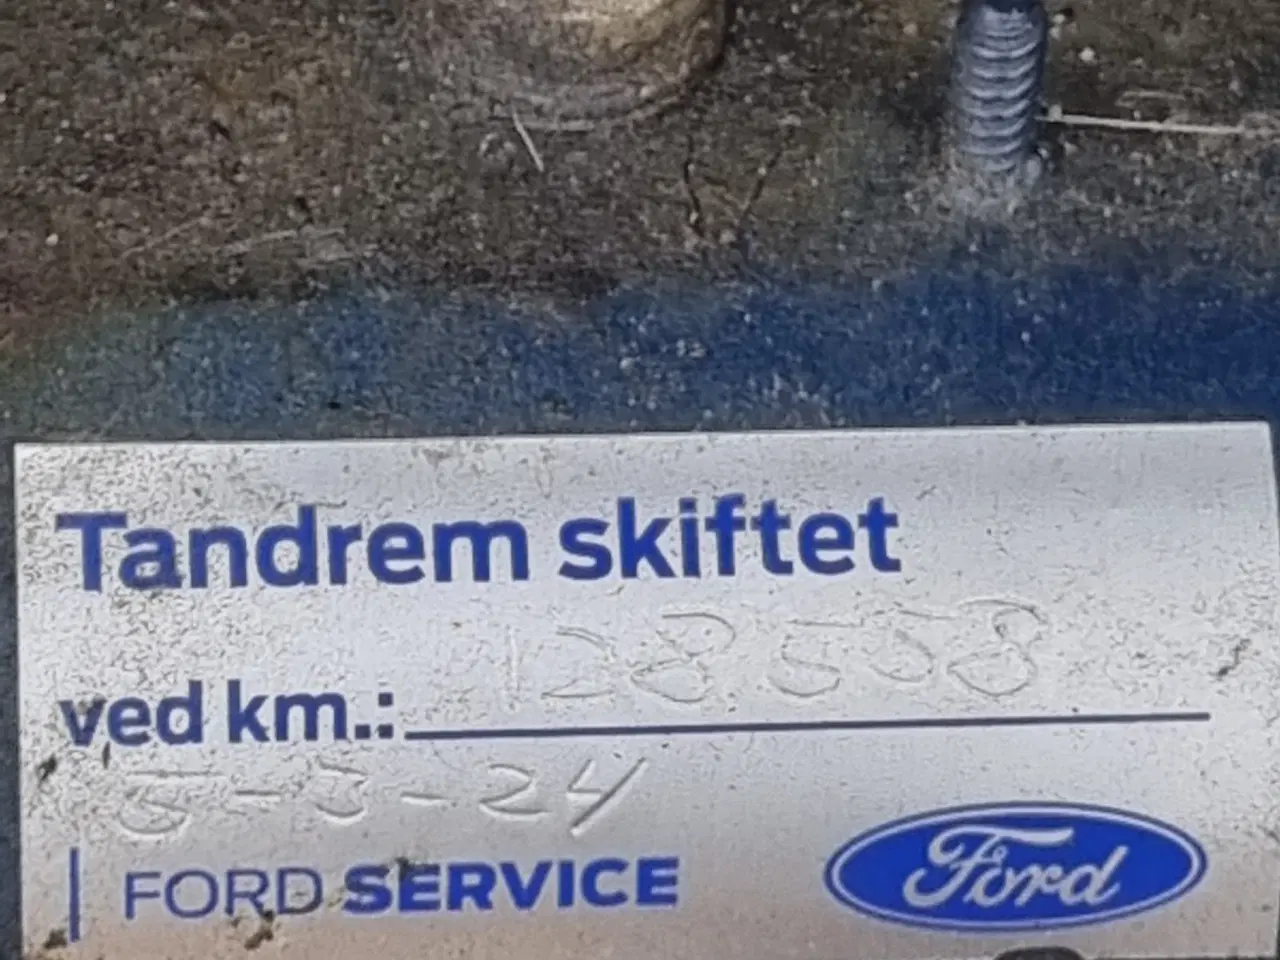 Tandrem skiftet
128558
ved km.:
5-3-24
FORD SERVICE
Ford